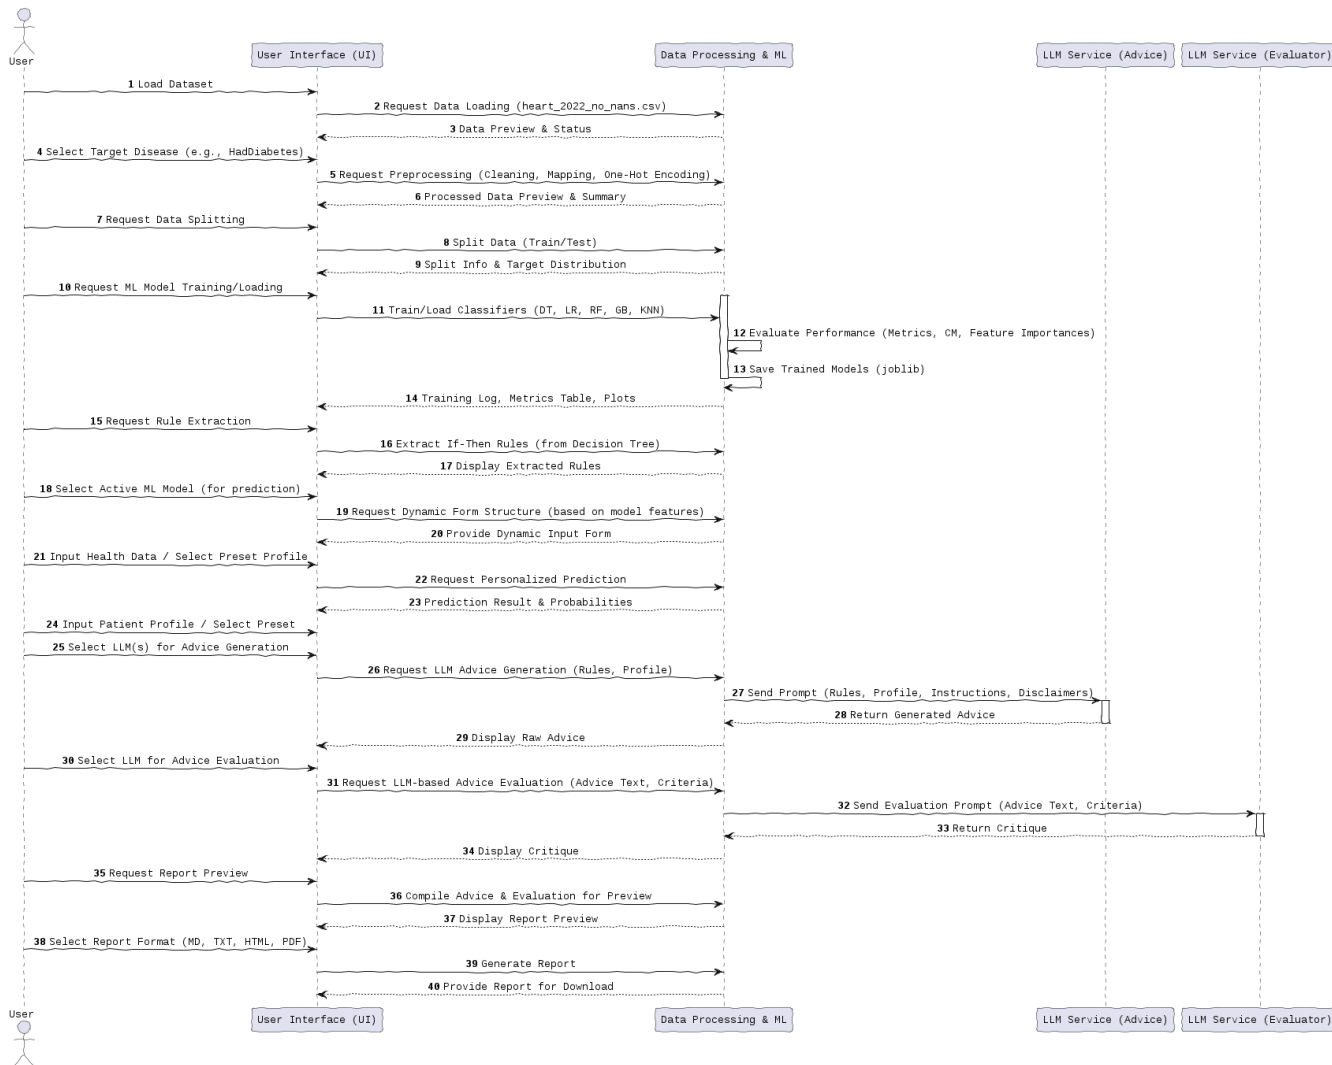 User
User Interface (UI)
Data Processing & ML
LLM Service (Advice)
LLM Service (Evaluator)
1 Load Dataset
2 Request Data Loading (heart_2022_no_nans.csv)
3 Data Preview & Status
4 Select Target Disease (e.g., HadDiabetes)
5 Request Preprocessing (Cleaning, Mapping, One-Hot Encoding)
6 Processed Data Preview & Summary
7 Request Data Splitting
8 Split Data (Train/Test)
9 Split Info & Target Distribution
10 Request ML Model Training/Loading
11 Train/Load Classifiers (DT, LR, RF, GB, KNN)
12 Evaluate Performance (Metrics, CM, Feature Importances)
13 Save Trained Models (joblib)
14 Training Log, Metrics Table, Plots
15 Request Rule Extraction
16 Extract If-Then Rules (from Decision Tree)
17 Display Extracted Rules
18 Select Active ML Model (for prediction)
19 Request Dynamic Form Structure (based on model features)
20 Provide Dynamic Input Form
21 Input Health Data / Select Preset Profile
22 Request Personalized Prediction
23 Prediction Result & Probabilities
24 Input Patient Profile / Select Preset
25 Select LLM(s) for Advice Generation
26 Request LLM Advice Generation (Rules, Profile)
27 Send Prompt (Rules, Profile, Instructions, Disclaimers)
28 Return Generated Advice
29 Display Raw Advice
30 Select LLM for Advice Evaluation
31 Request LLM-based Advice Evaluation (Advice Text, Criteria)
32 Send Evaluation Prompt (Advice Text, Criteria)
33 Return Critique
34 Display Critique
35 Request Report Preview
36 Compile Advice & Evaluation for Preview
37 Display Report Preview
38 Select Report Format (MD, TXT, HTML, PDF)
39 Generate Report
40 Provide Report for Download
User
User Interface (UI)
Data Processing & ML
LLM Service (Advice)
LLM Service (Evaluator)